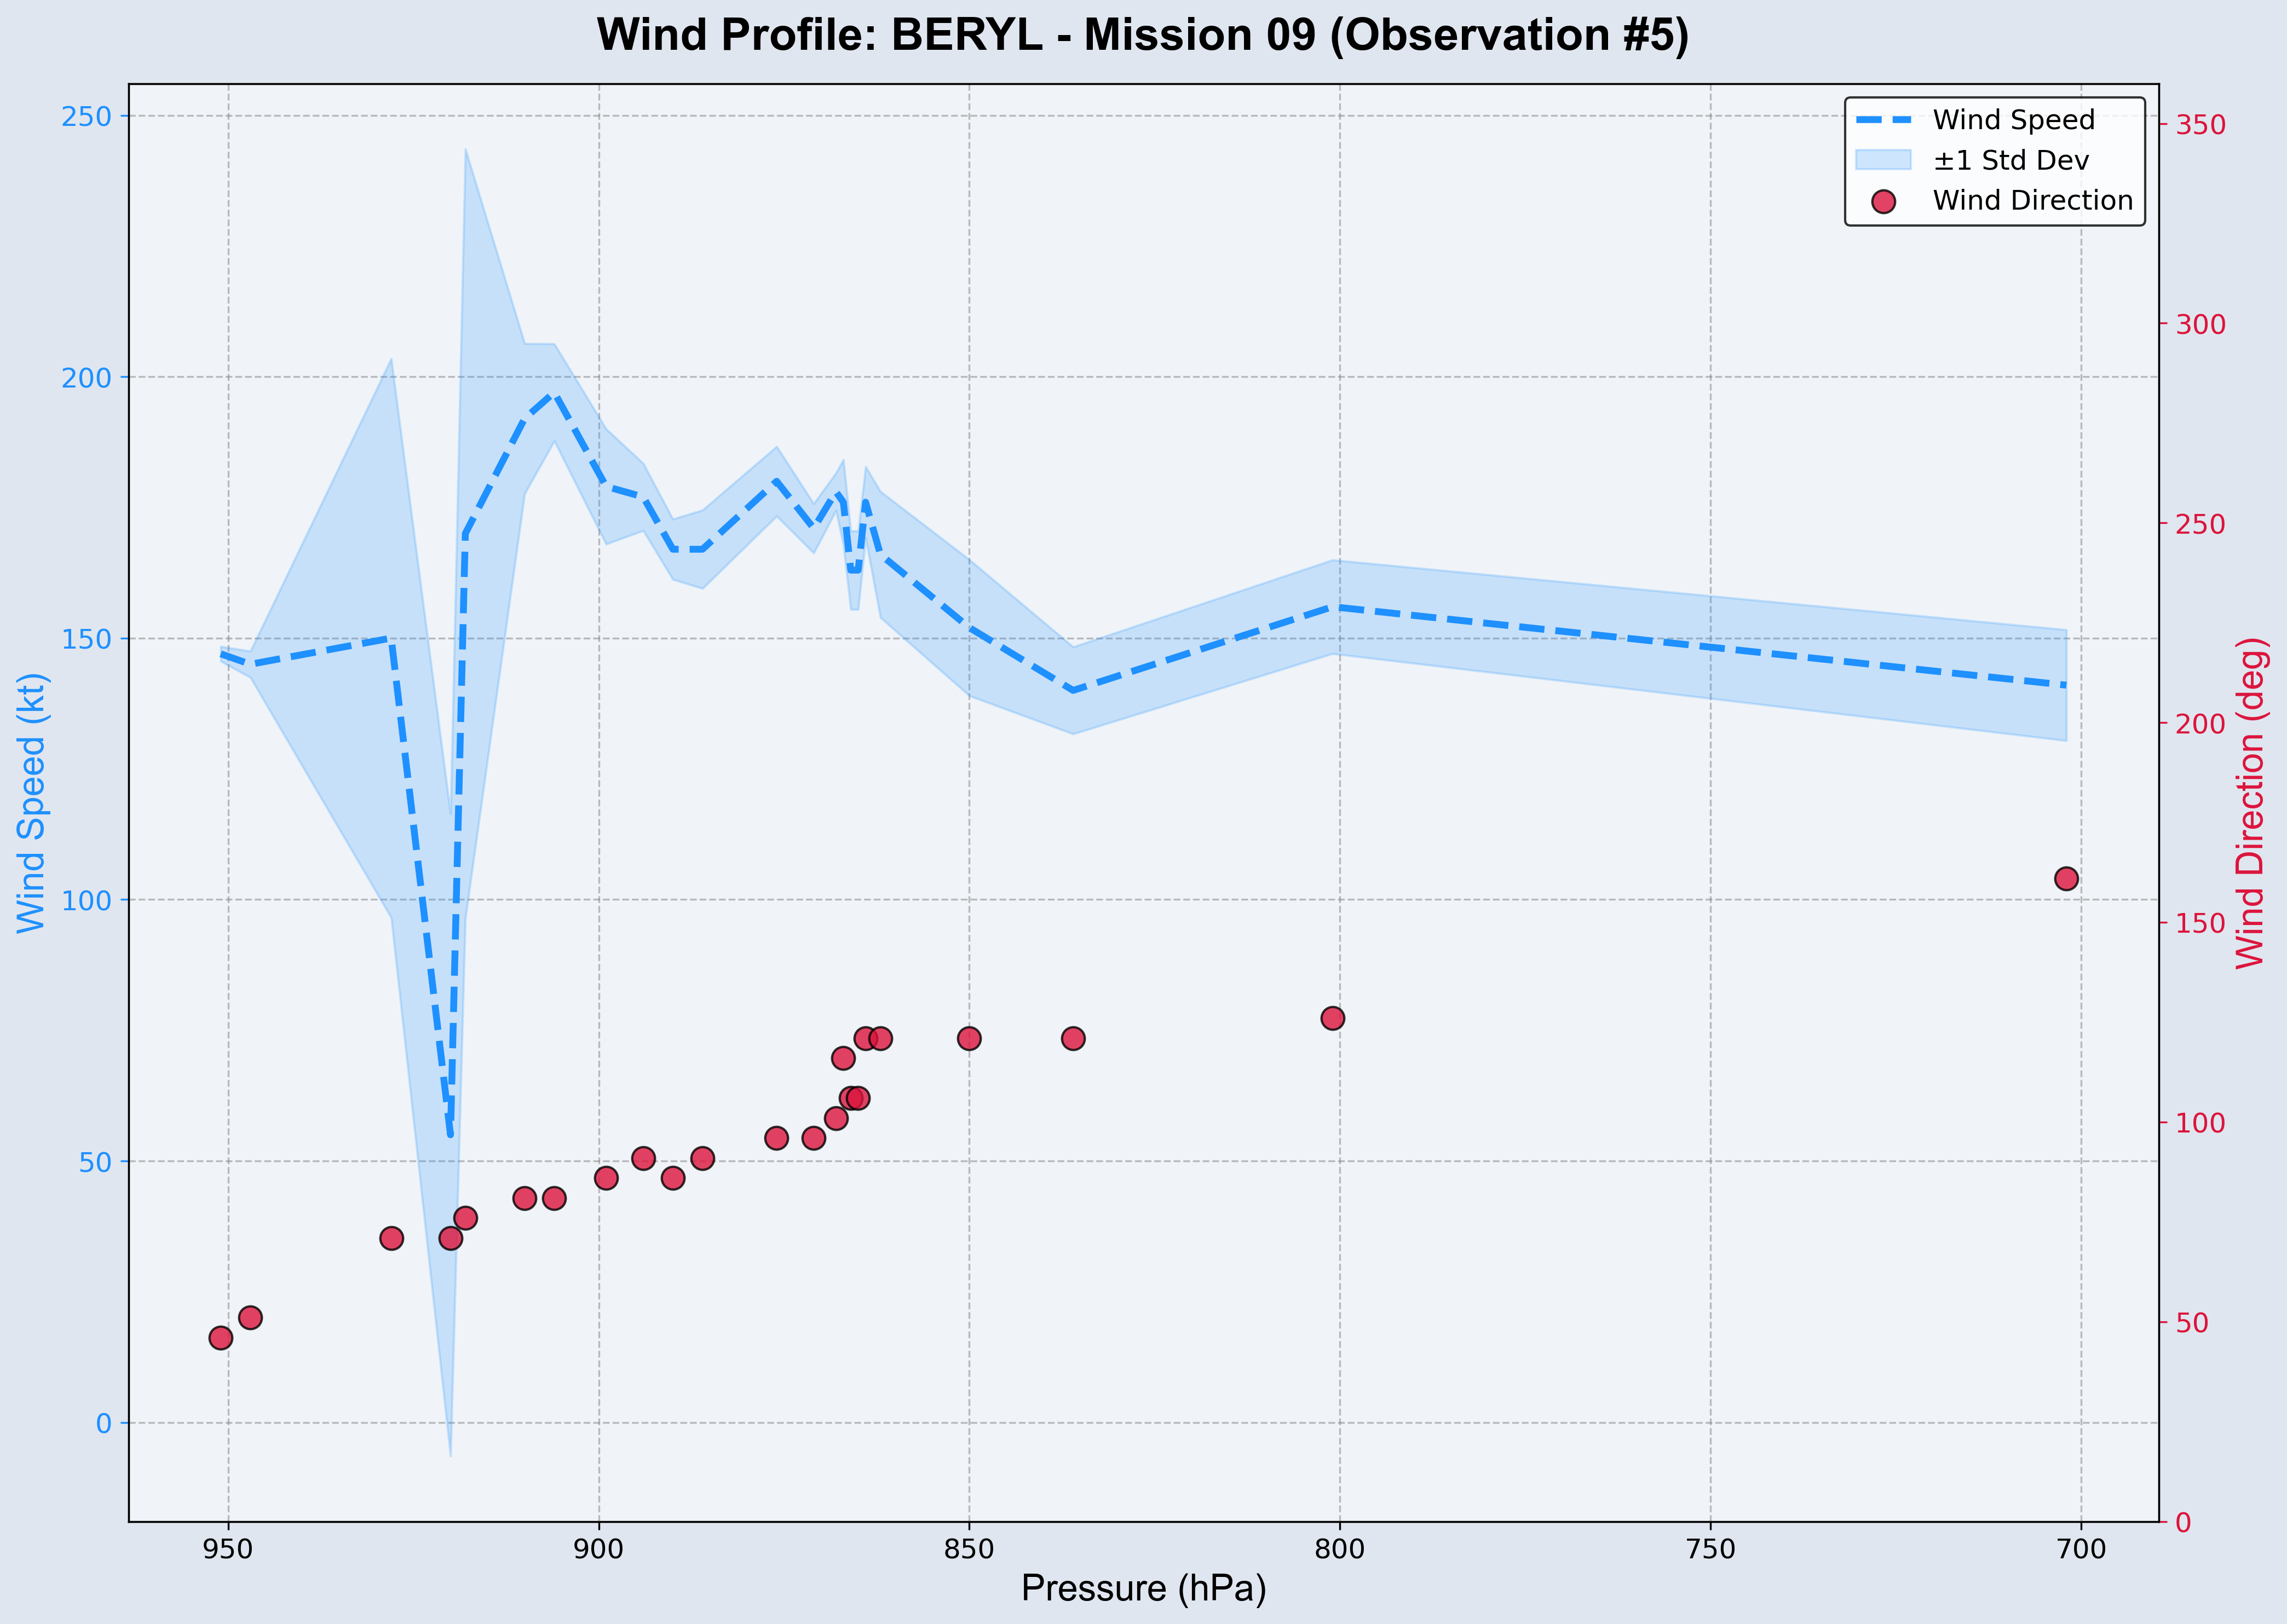 Wind Profile: BERYL - Mission 09 (Observation #5)
Wind Speed
±1 Std Dev
Wind Direction
250
200
150
100
50
0
Wind Speed (kt)
350
300
250
200
150
100
50
0
Wind Direction (deg)
950
900
850
800
750
700
Pressure (hPa)